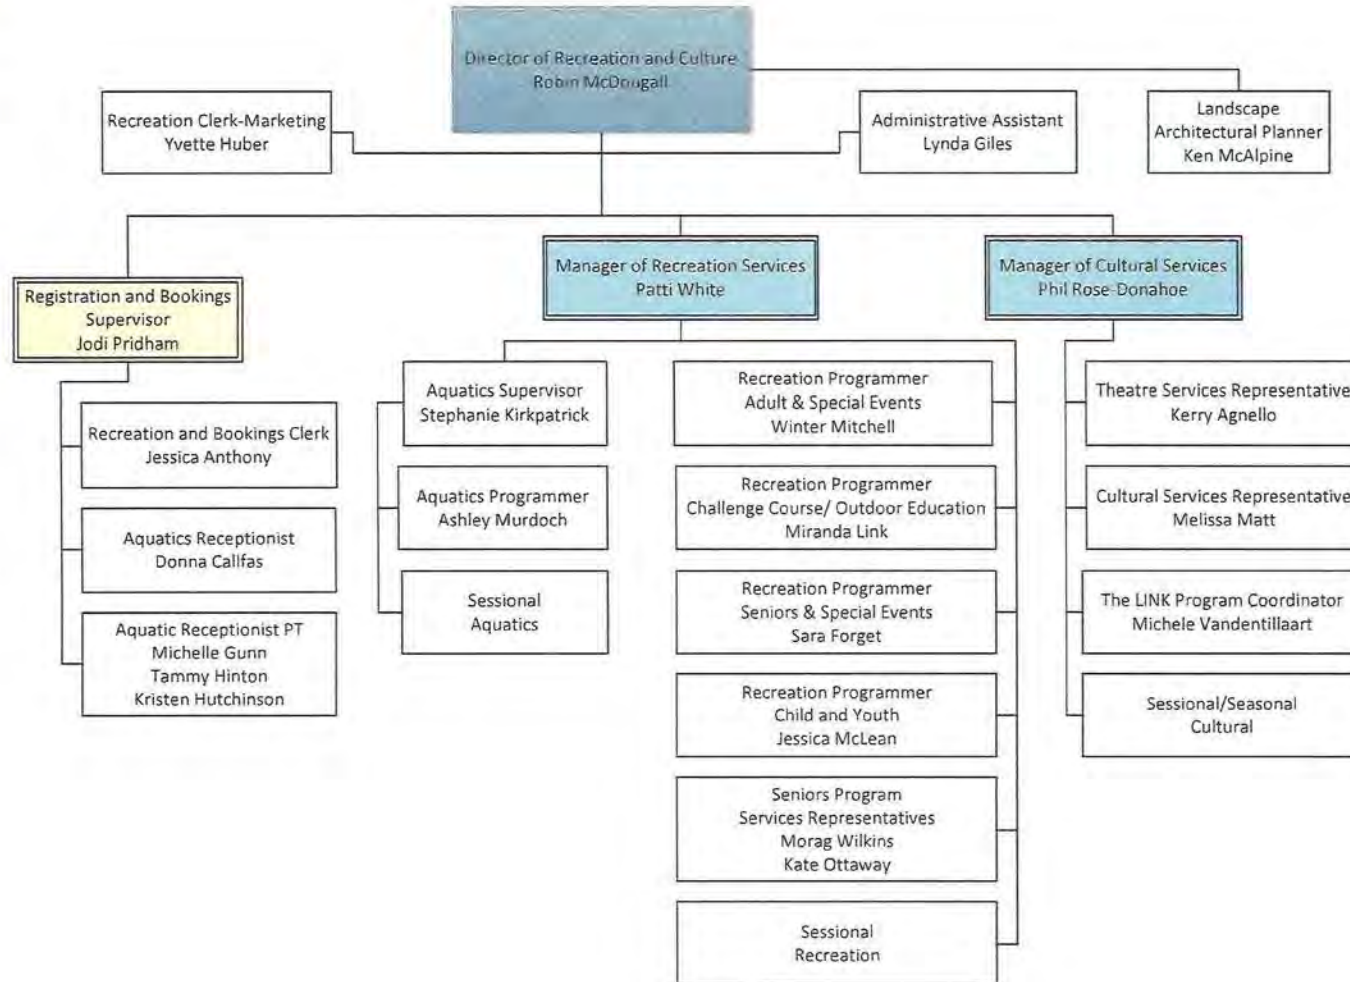 Director of Recreation and Culture
Robin McDougall
Recreation Clerk-Marketing
Yvette Huber
Administrative Assistant
Lynda Giles
Landscape
Architectural Planner
Ken McAlpine
Registration and Bookings
Supervisor
Jodi Pridham
Manager of Recreation Services
Patti White
Manager of Cultural Services
Phil Rose-Donahoe
Recreation and Bookings Clerk
Jessica Anthony
Aquatics Receptionist
Donna Callfas
Aquatic Receptionist PT
Michelle Gunn
Tammy Hinton
Kristen Hutchinson
Aquatics Supervisor
Stephanie Kirkpatrick
Aquatics Programmer
Ashley Murdoch
Sessional
Aquatics
Recreation Programmer
Adult & Special Events
Winter Mitchell
Recreation Programmer
Challenge Course/ Outdoor Education
Miranda Link
Recreation Programmer
Seniors & Special Events
Sara Forget
Recreation Programmer
Child and Youth
Jessica McLean
Seniors Program
Services Representatives
Morag Wilkins
Kate Ottaway
Sessional
Recreation
Theatre Services Representative
Kerry Agnello
Cultural Services Representative
Melissa Matt
The LINK Program Coordinator
Michele Vandentillaart
Sessional/Seasonal
Cultural